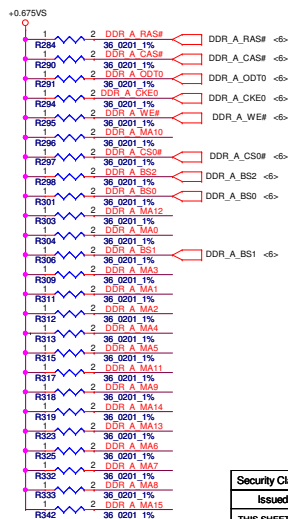 +0.675VS
1 2 DDR_A_RAS# DDR_A_RAS# <6>
R284 36_0201_1%
1 2 DDR_A_CAS# DDR_A_CAS# <6>
R290 36_0201_1%
1 2 DDR_A_ODT0 DDR_A_ODT0 <6>
R291 36_0201_1%
1 2 DDR_A_CKE0 DDR_A_CKE0 <6>
R294 36_0201_1%
1 2 DDR_A_WE# DDR_A_WE# <6>
R295 36_0201_1%
1 2 DDR_A_MA10
R296 36_0201_1%
1 2 DDR_A_CS0# DDR_A_CS0# <6>
R297 36_0201_1%
1 2 DDR_A_BS2 DDR_A_BS2 <6>
R298 36_0201_1%
1 2 DDR_A_BS0 DDR_A_BS0 <6>
R301 36_0201_1%
1 2 DDR_A_MA12
R303 36_0201_1%
1 2 DDR_A_MA0
R304 36_0201_1%
1 2 DDR_A_BS1 DDR_A_BS1 <6>
R306 36_0201_1%
1 2 DDR_A_MA3
R309 36_0201_1%
1 2 DDR_A_MA1
R311 36_0201_1%
1 2 DDR_A_MA2
R312 36_0201_1%
1 2 DDR_A_MA4
R313 36_0201_1%
1 2 DDR_A_MA5
R315 36_0201_1%
1 2 DDR_A_MA11
R317 36_0201_1%
1 2 DDR_A_MA9
R318 36_0201_1%
1 2 DDR_A_MA14
R319 36_0201_1%
1 2 DDR_A_MA13
R323 36_0201_1%
1 2 DDR_A_MA6
R325 36_0201_1%
1 2 DDR_A_MA7
R332 36_0201_1%
1 2 DDR_A_MA8
R333 36_0201_1%
1 2 DDR_A_MA15
R342 36_0201_1%
Security Cla
Issued
THIS SHEET